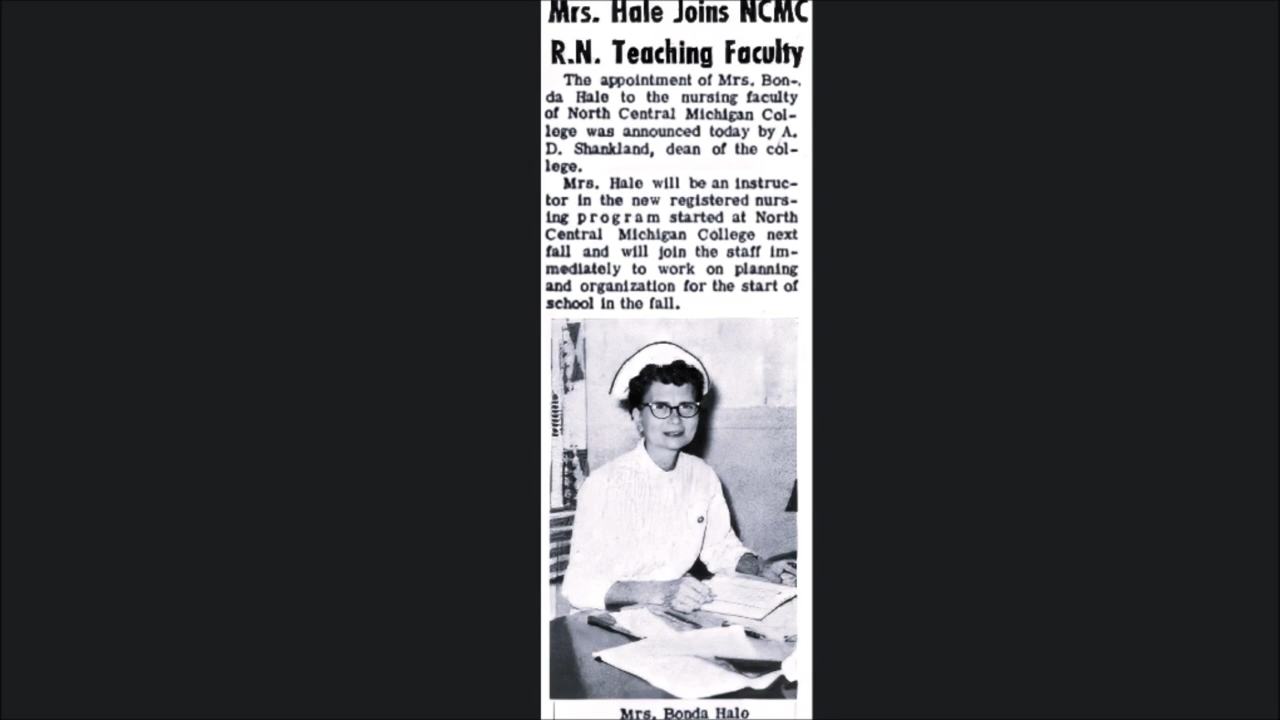 Mrs. Hale Joins NCMC
R.N. Teaching Faculty
The appointment of Mrs. Bon-
da Hale to the nursing faculty
of North Central Michigan Col-
lege was announced today by A.
D. Shankland, dean of the col-
lege.
Mrs. Hale will be an instruc-
tor in the new registered nurs-
ing program started at North
Central Michigan College next
fall and will join the staff im-
mediately to work on planning
and organization for the start of
school in the fall.
Mrs. Bonda Hale